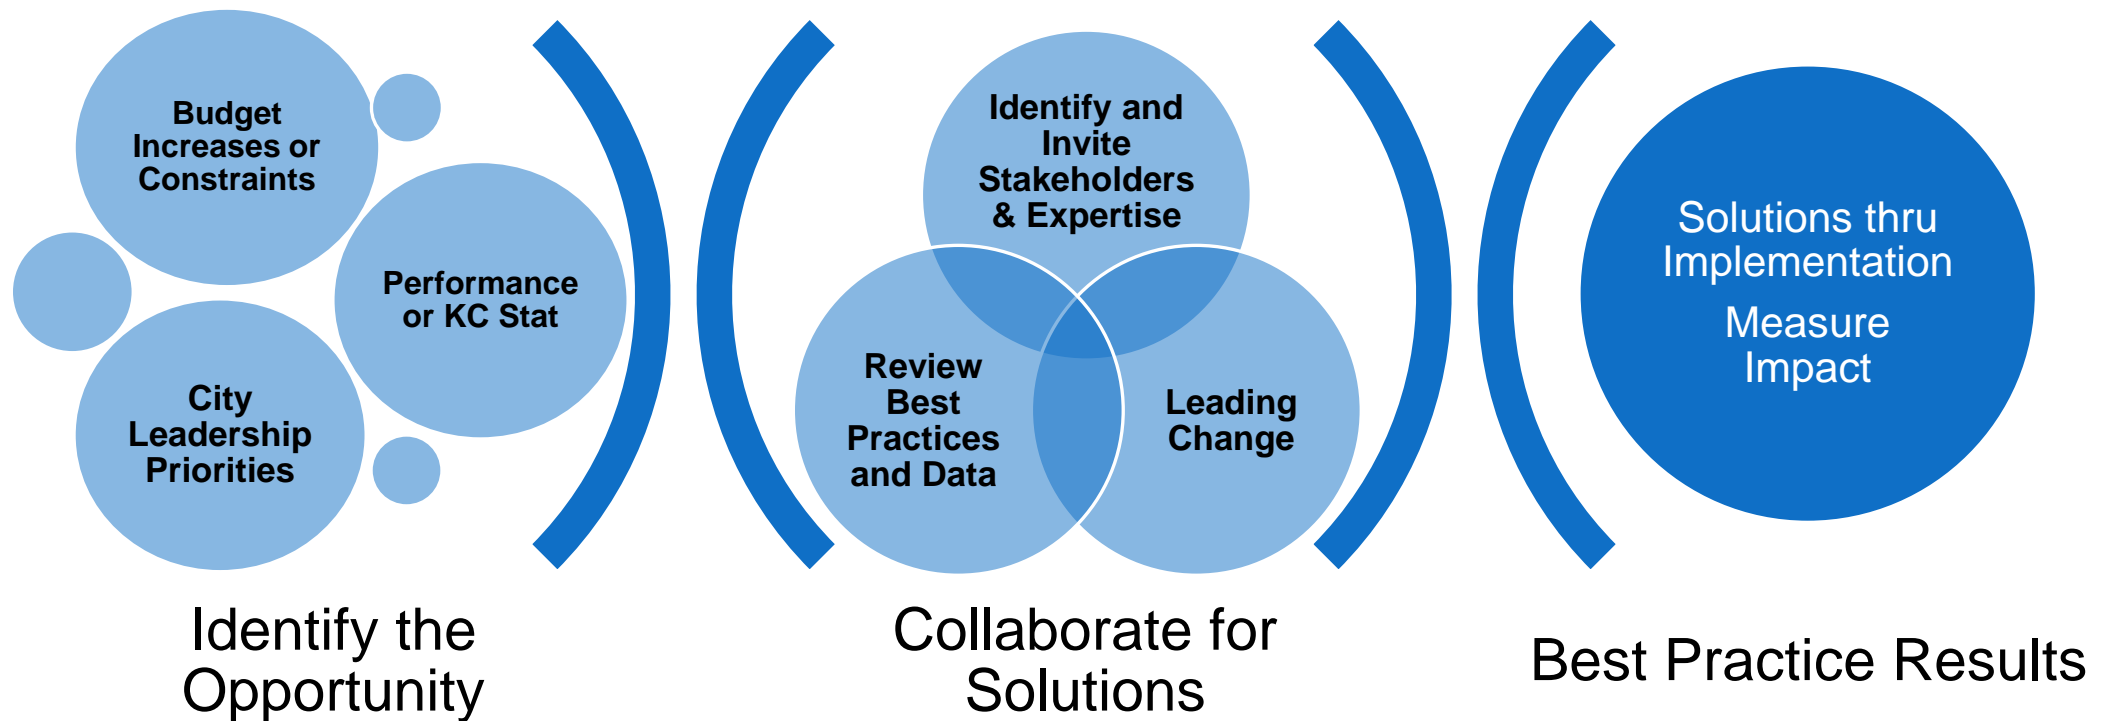 Budget
Increases or
Constraints
Performance
or KC Stat
City
Leadership
Priorities
Identify the
Opportunity
Identify and
Invite
Stakeholders
& Expertise
Review
Best
Practices
and Data
Leading
Change
Collaborate for
Solutions
Solutions thru
Implementation
Measure
Impact
Best Practice Results